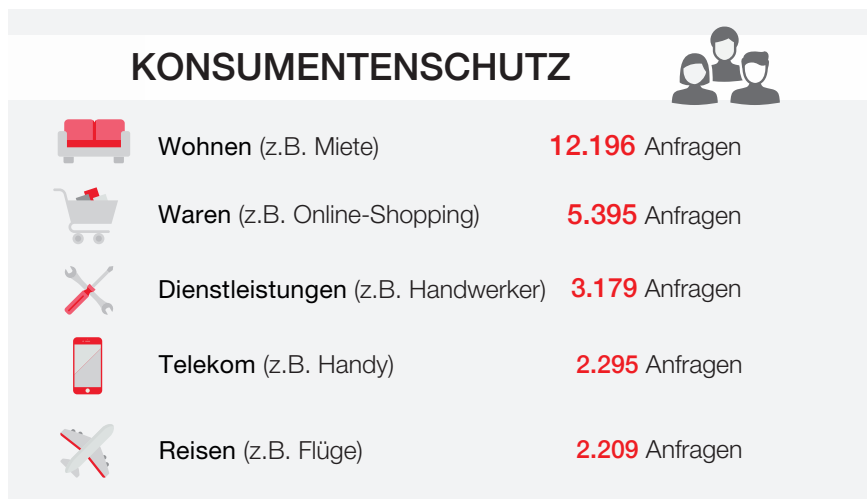 KONSUMENTENSCHUTZ
Wohnen (z.B. Miete) 12.196 Anfragen
Waren (z.B. Online-Shopping) 5.395 Anfragen
Dienstleistungen (z.B. Handwerker) 3.179 Anfragen
Telekom (z.B. Handy) 2.295 Anfragen
Reisen (z.B. Flüge) 2.209 Anfragen